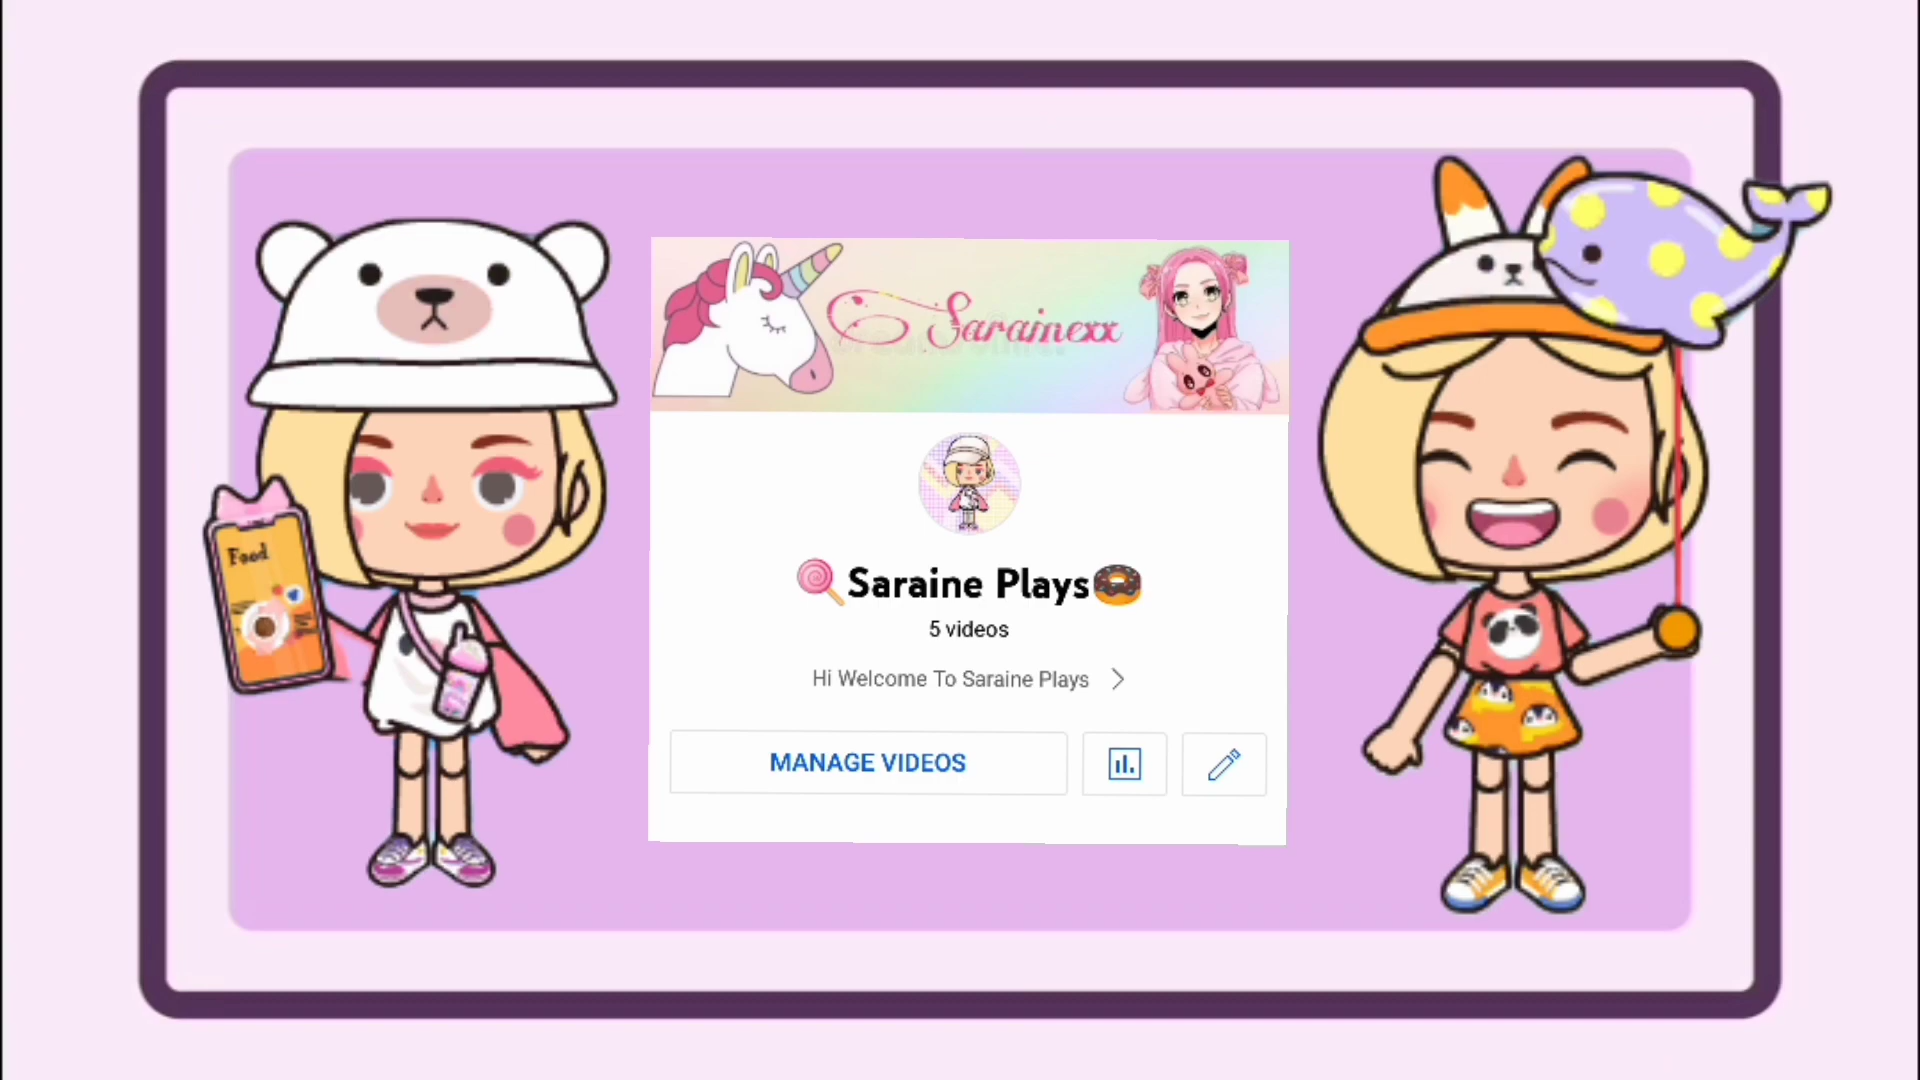 Sarainexx
🍭Saraine Plays🍩
5 videos
Hi Welcome To Saraine Plays
MANAGE VIDEOS
Food